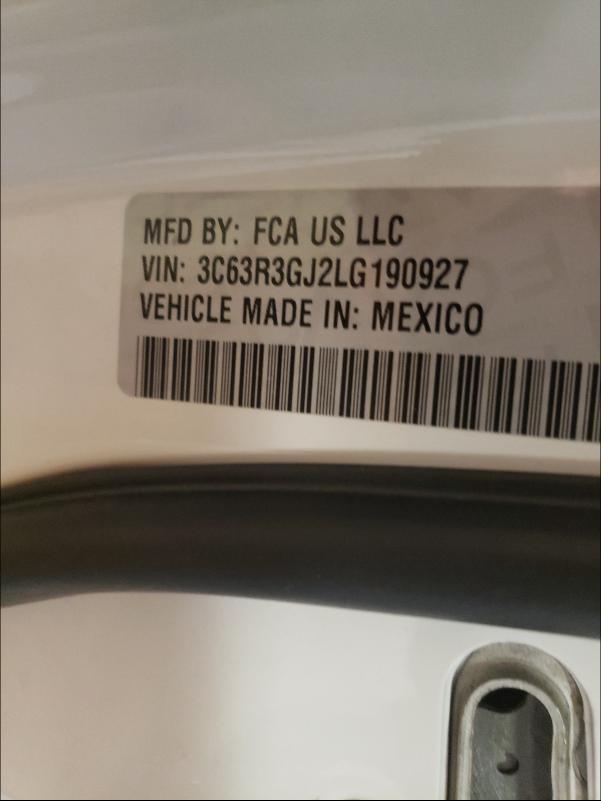 MFD BY: FCA US LLC
VIN: 3C63R3GJ2LG190927
VEHICLE MADE IN: MEXICO